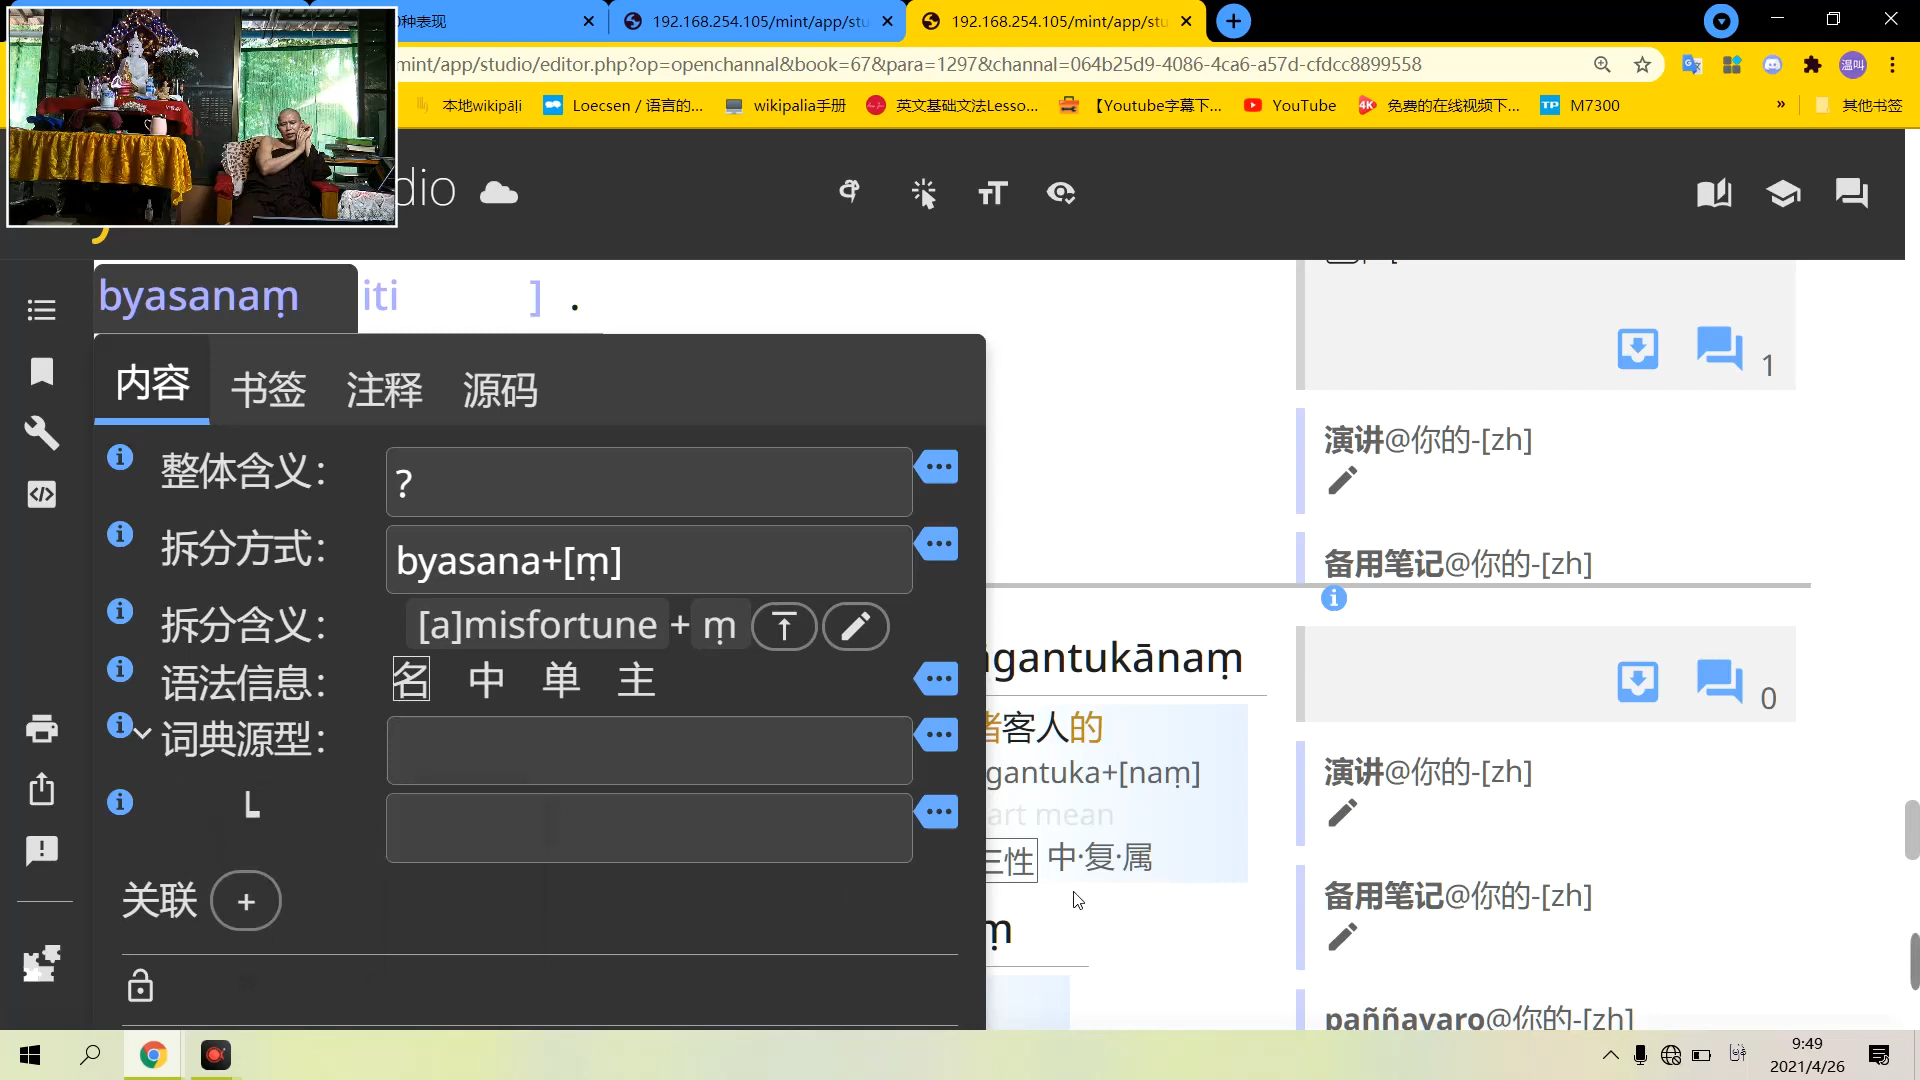 种表现
192.168.254.105/mint/app/stu
192.168.254.105/mint/app/stu
mint/app/studio/editor.php?op=openchannal&book=67&para=1297&channal=064b25d9-4086-4ca6-a57d-cfdcc8899558
温叫
本地wikipāḷi
Loecsen / 语言的...
wikipalia手册
英文基础文法Lesso...
【Youtube字幕下...
YouTube
4K 免费的在线视频下...
TP M7300
»
其他书签
dio
byasanaṃ iti ] .
内容 书签 注释 源码
整体含义： ?
拆分方式： byasana+[ṃ]
拆分含义： [a]misfortune + ṃ
语法信息： 名 中 单 主
词典源型：
关联 +
gantukānaṃ
客人的
gantuka+[naṃ]
art mean
三性 中·复·属
ṃ
1
演讲@你的-[zh]
备用笔记@你的-[zh]
0
演讲@你的-[zh]
备用笔记@你的-[zh]
paññavaro@你的-[zh]
9:49
2021/4/26